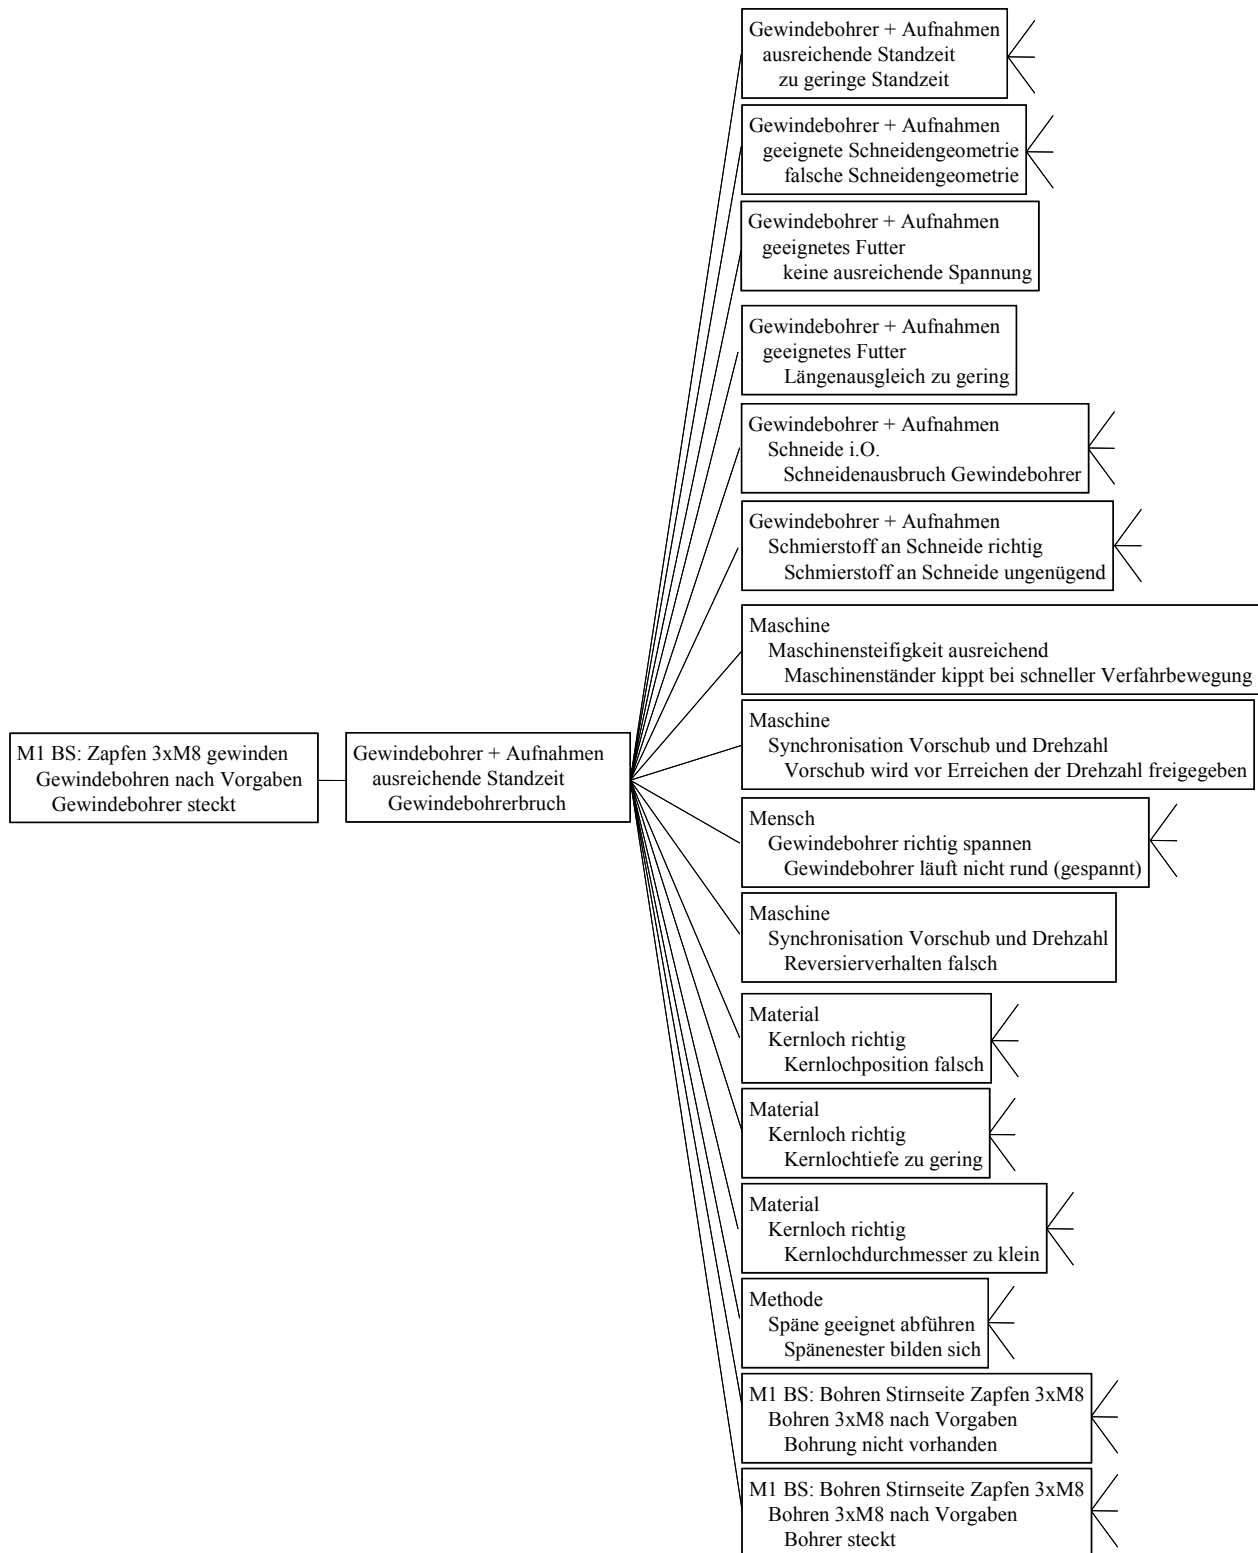 Gewindebohrer + Aufnahmen
ausreichende Standzeit
zu geringe Standzeit
Gewindebohrer + Aufnahmen
geeignete Schneidengeometrie
falsche Schneidengeometrie
Gewindebohrer + Aufnahmen
geeignetes Futter
keine ausreichende Spannung
Gewindebohrer + Aufnahmen
geeignetes Futter
Längenausgleich zu gering
Gewindebohrer + Aufnahmen
Schneide i.O.
Schneidenausbruch Gewindebohrer
Gewindebohrer + Aufnahmen
Schmierstoff an Schneide richtig
Schmierstoff an Schneide ungenügend
Maschine
Maschinensteifigkeit ausreichend
Maschinenständer kippt bei schneller Verfahrbewegung
M1 BS: Zapfen 3xM8 gewinden
Gewindebohren nach Vorgaben
Gewindebohrer steckt
Gewindebohrer + Aufnahmen
ausreichende Standzeit
Gewindebohrerbruch
Maschine
Synchronisation Vorschub und Drehzahl
Vorschub wird vor Erreichen der Drehzahl freigegeben
Mensch
Gewindebohrer richtig spannen
Gewindebohrer läuft nicht rund (gespannt)
Maschine
Synchronisation Vorschub und Drehzahl
Reversierverhalten falsch
Material
Kernloch richtig
Kernlochposition falsch
Material
Kernloch richtig
Kernlochtiefe zu gering
Material
Kernloch richtig
Kernlochdurchmesser zu klein
Methode
Späne geeignet abführen
Spänenester bilden sich
M1 BS: Bohren Stirnseite Zapfen 3xM8
Bohren 3xM8 nach Vorgaben
Bohrung nicht vorhanden
M1 BS: Bohren Stirnseite Zapfen 3xM8
Bohren 3xM8 nach Vorgaben
Bohrer steckt